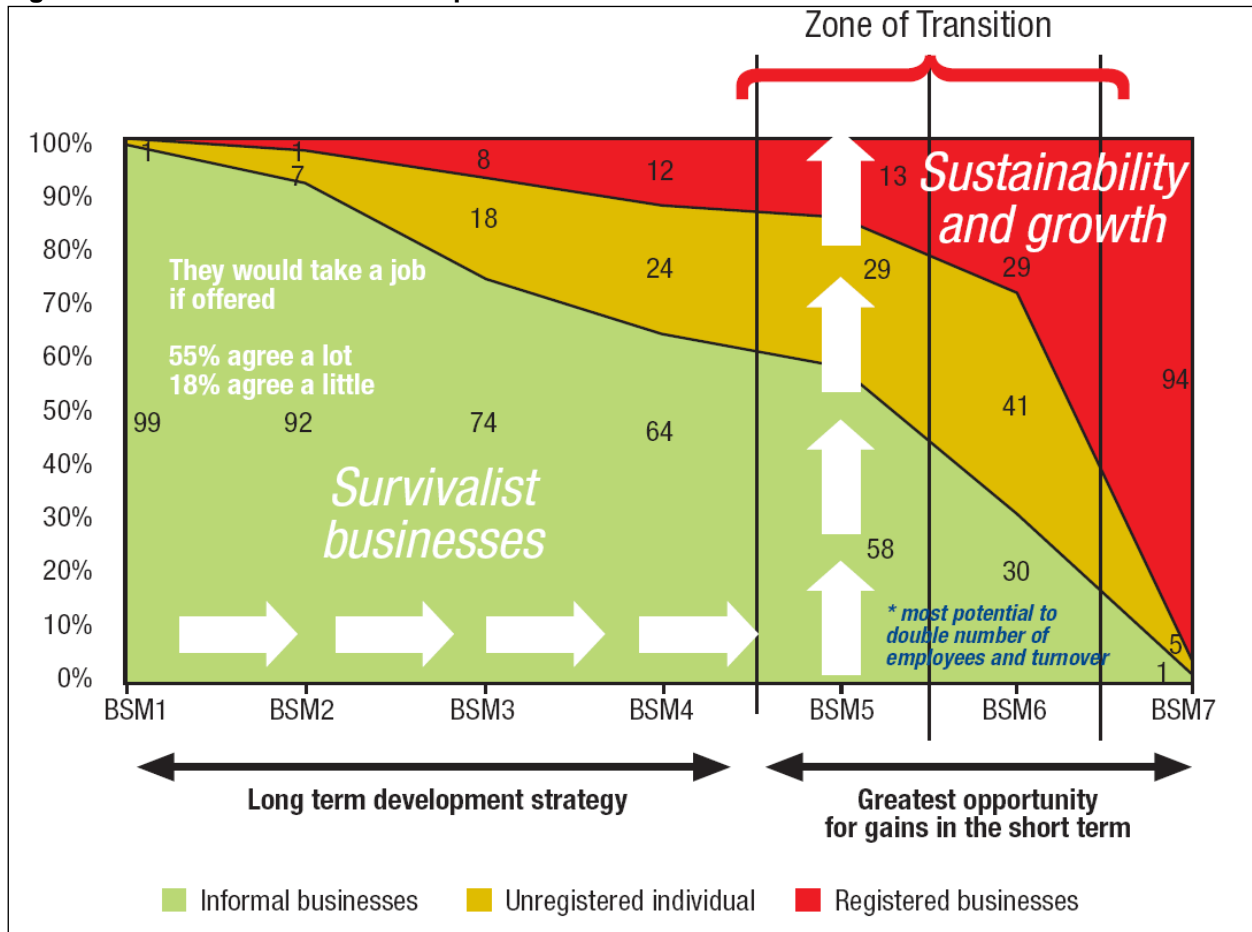 Zone of Transition
100%
90%
80%
70%
60%
50%
40%
30%
20%
10%
0%
1
1
7
8
18
12
24
13
29
29
41
94
5
1
99
92
74
64
58
30
Sustainability
and growth
They would take a job
if offered
55% agree a lot
18% agree a little
Survivalist
businesses
* most potential to
double number of
employees and turnover
BSM1
BSM2
BSM3
BSM4
BSM5
BSM6
BSM7
Long term development strategy
Greatest opportunity
for gains in the short term
Informal businesses
Unregistered individual
Registered businesses